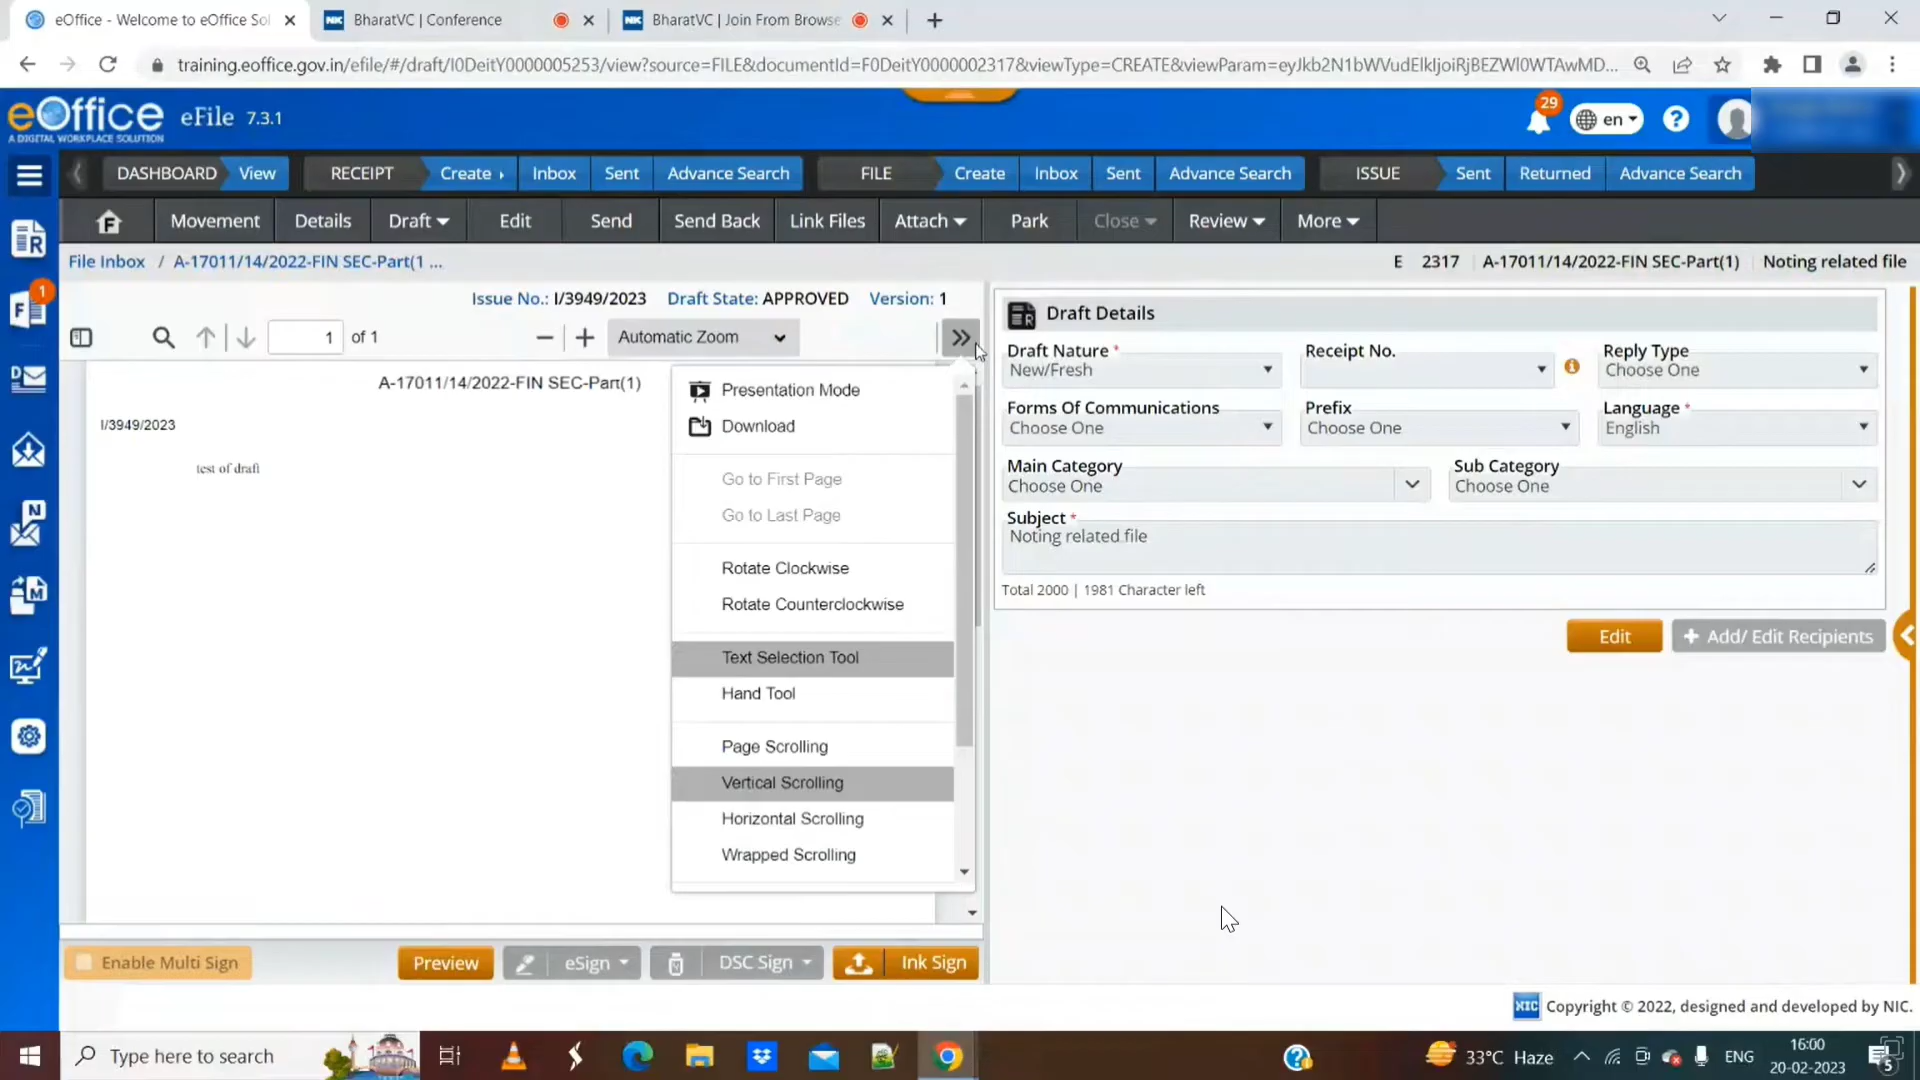 eOffice - Welcome to eOffice Sol
BharatVC | Conference
BharatVC | Join From Browse
training.eoffice.gov.in/efile/#/draft/I0DeitY0000005253/view?source=FILE&documentId=F0DeitY0000002317&viewType=CREATE&viewParam=eyJkb2N1bWVudElkIjoiRjBEZWl0WTAwMD...
eOffice
A DIGITAL WORKPLACE SOLUTION
eFile 7.3.1
29
en
DASHBOARD View RECEIPT Create Inbox Sent Advance Search FILE Create Inbox Sent Advance Search ISSUE Sent Returned Advance Search
Movement Details Draft Edit Send Send Back Link Files Attach Park Close Review More
File Inbox / A-17011/14/2022-FIN SEC-Part(1 ...
E 2317 A-17011/14/2022-FIN SEC-Part(1) Noting related file
Issue No.: I/3949/2023 Draft State: APPROVED Version: 1
1 of 1
Automatic Zoom
A-17011/14/2022-FIN SEC-Part(1)
I/3949/2023
test of draft
Presentation Mode
Download
Go to First Page
Go to Last Page
Rotate Clockwise
Rotate Counterclockwise
Text Selection Tool
Hand Tool
Page Scrolling
Vertical Scrolling
Horizontal Scrolling
Wrapped Scrolling
Draft Details
Draft Nature *
New/Fresh
Receipt No.
Reply Type
Choose One
Forms Of Communications
Choose One
Prefix
Choose One
Language *
English
Main Category
Choose One
Sub Category
Choose One
Subject *
Noting related file
Total 2000 | 1981 Character left
Edit
+ Add/ Edit Recipients
R
F
1
D
N
M
Enable Multi Sign
Preview
eSign
DSC Sign
Ink Sign
NIC Copyright © 2022, designed and developed by NIC.
Type here to search
33°C Haze
ENG
16:00
20-02-2023
5